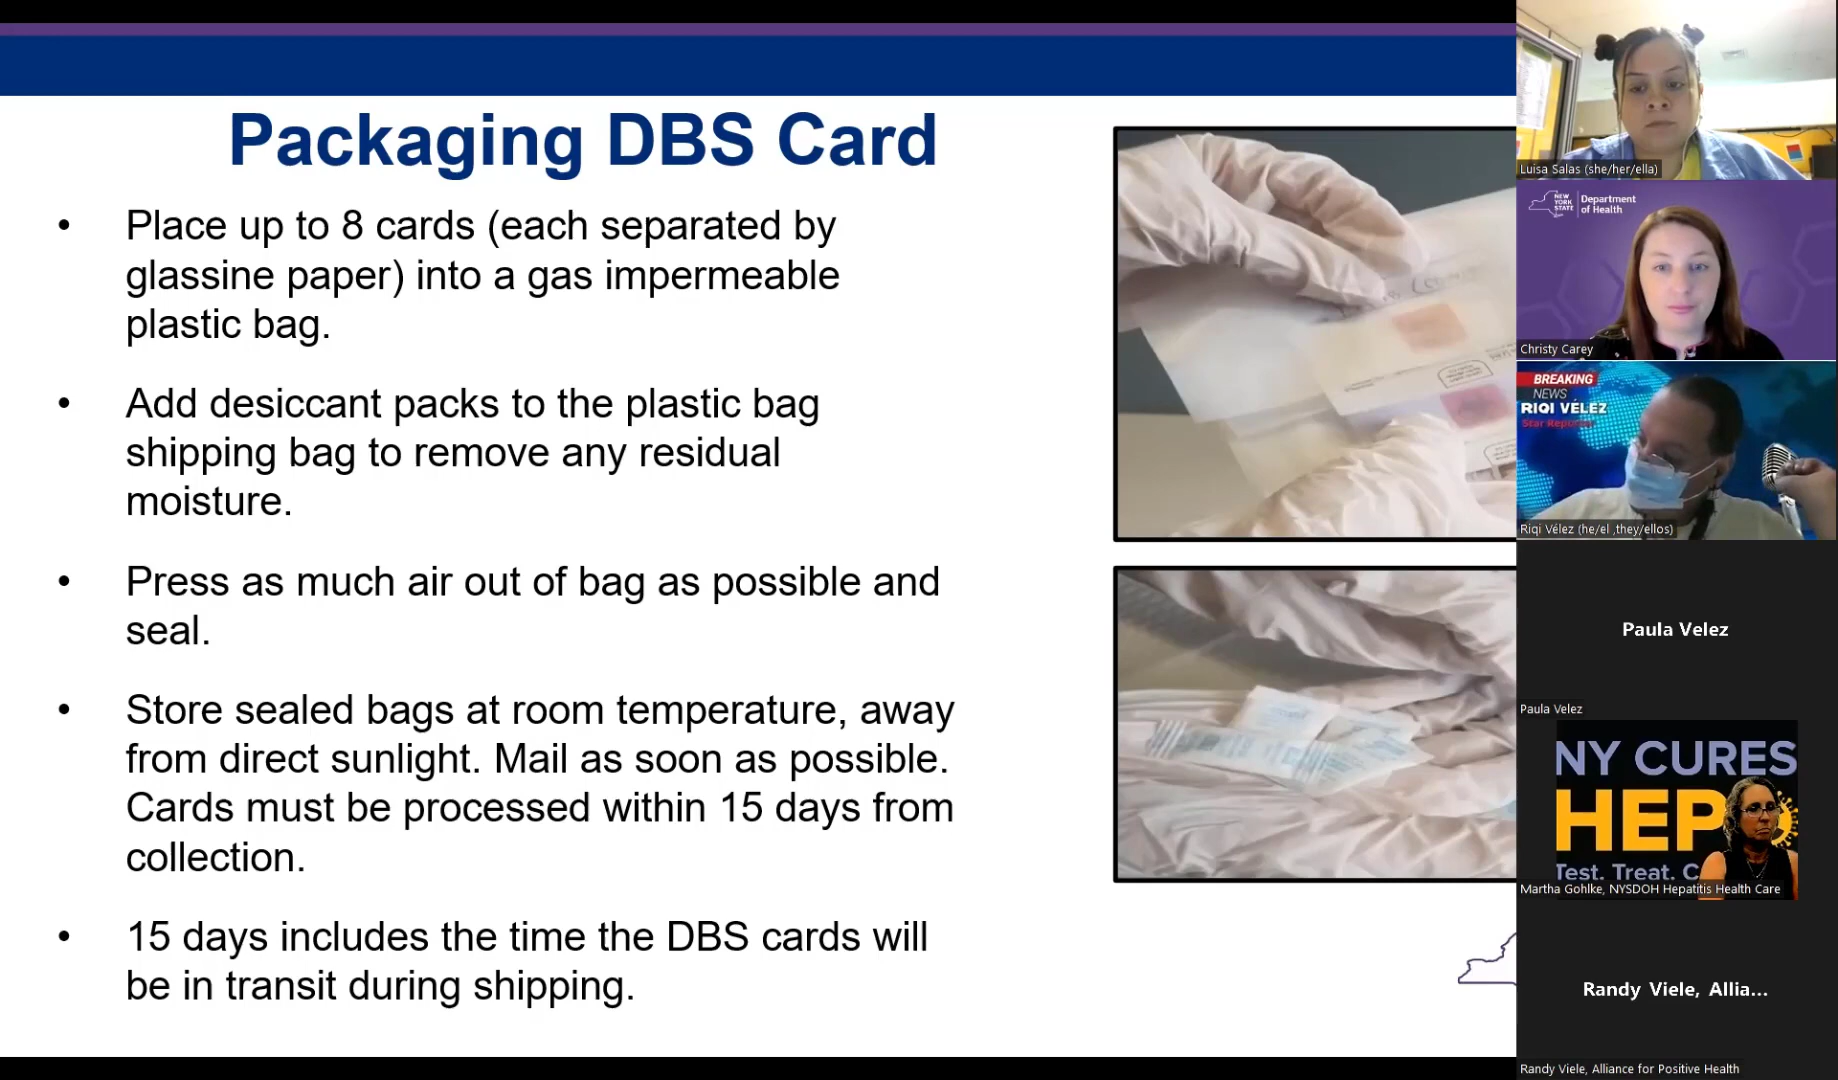 Packaging DBS Card
• Place up to 8 cards (each separated by
glassine paper) into a gas impermeable
plastic bag.
• Add desiccant packs to the plastic bag
shipping bag to remove any residual
moisture.
• Press as much air out of bag as possible and
seal.
• Store sealed bags at room temperature, away
from direct sunlight. Mail as soon as possible.
Cards must be processed within 15 days from
collection.
• 15 days includes the time the DBS cards will
be in transit during shipping.
Luisa Salas (she/her/ella)
NEW
YORK
STATE
Department
of Health
Christy Carey
BREAKING
NEWS
RIQI VÉLEZ
Star
Riqi Vélez (he/el ,they/ellos)
Paula Velez
Paula Velez
NY CURES
HEP
Test. Treat. C
Martha Gohlke, NYSDOH Hepatitis Health Care
Randy Viele, Allia...
Randy Viele, Alliance for Positive Health